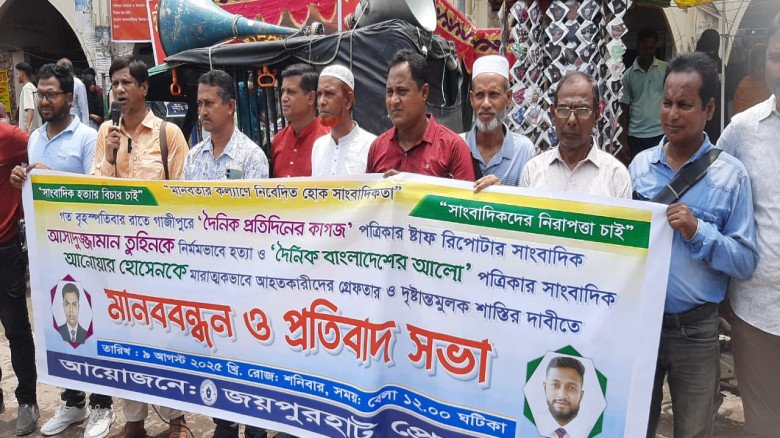 "সাংবাদিক হত্যার বিচার চাই"
"মানবতার কল্যাণে নিবেদিত হোক সাংবাদিকতা"
"সাংবাদিকদের নিরাপত্তা চাই"
গত বৃহস্পতিবার রাতে গাজীপুরে 'দৈনিক প্রতিদিনের কাগজ' পত্রিকার ষ্টাফ রিপোর্টার সাংবাদিক
আসাদুজ্জামান তুহিনকে নির্মমভাবে হত্যা ও 'দৈনিক বাংলাদেশের আলো' পত্রিকার সাংবাদিক
আনোয়ার হোসেনকে মারাত্মকভাবে আহতকারীদের গ্রেফতার ও দৃষ্টান্তমূলক শাস্তির দাবীতে
মানববন্ধন ও প্রতিবাদ সভা
তারিখ : ৯ আগস্ট ২০২৫ খ্রি. রোজ: শনিবার, সময়: বেলা ১২.০০ ঘটিকা
আয়োজনে: জয়পুরহাট